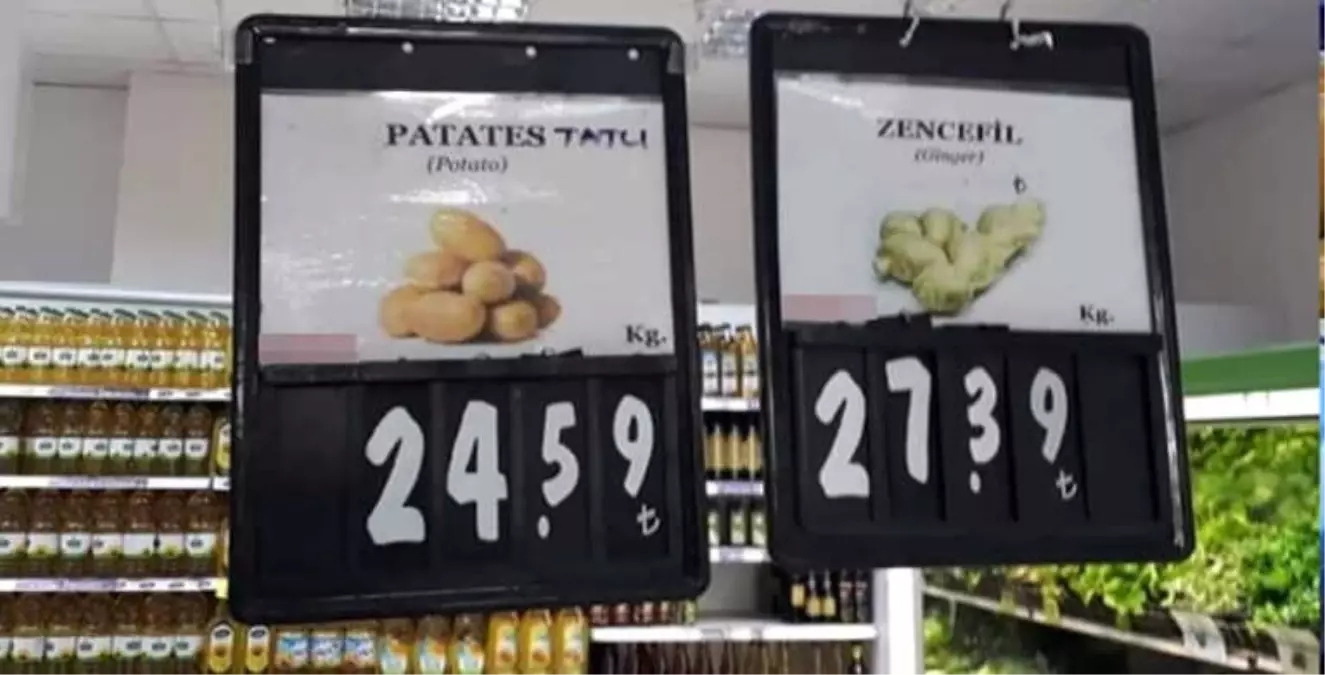 PATATES TATLI
(Potato)
Kg.
24.59
₺
ZENCEFİL
(Ginger)
₺
Kg.
27.39
₺